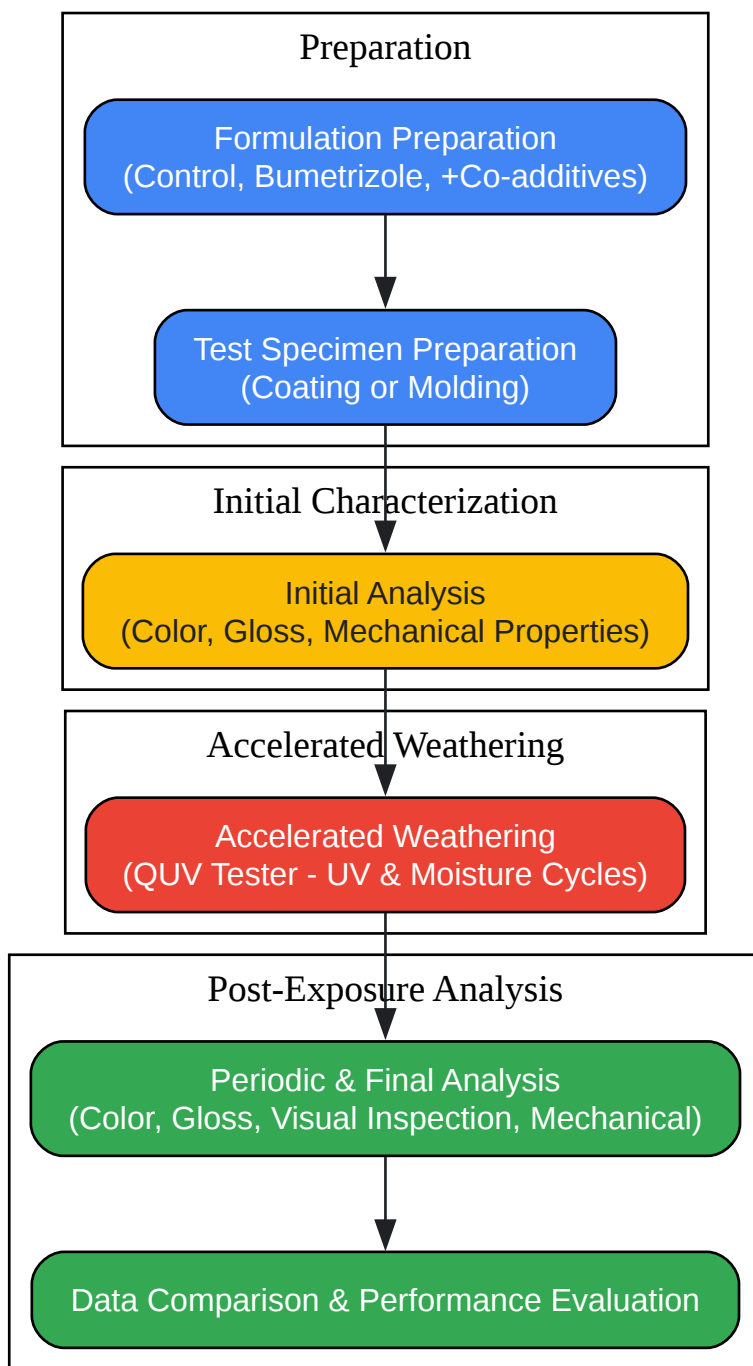 Preparation
Formulation Preparation
(Control, Bumetrizole, +Co-additives)
Test Specimen Preparation
(Coating or Molding)
Initial Characterization
Initial Analysis
(Color, Gloss, Mechanical Properties)
Accelerated Weathering
Accelerated Weathering
(QUV Tester - UV & Moisture Cycles)
Post-Exposure Analysis
Periodic & Final Analysis
(Color, Gloss, Visual Inspection, Mechanical)
Data Comparison & Performance Evaluation